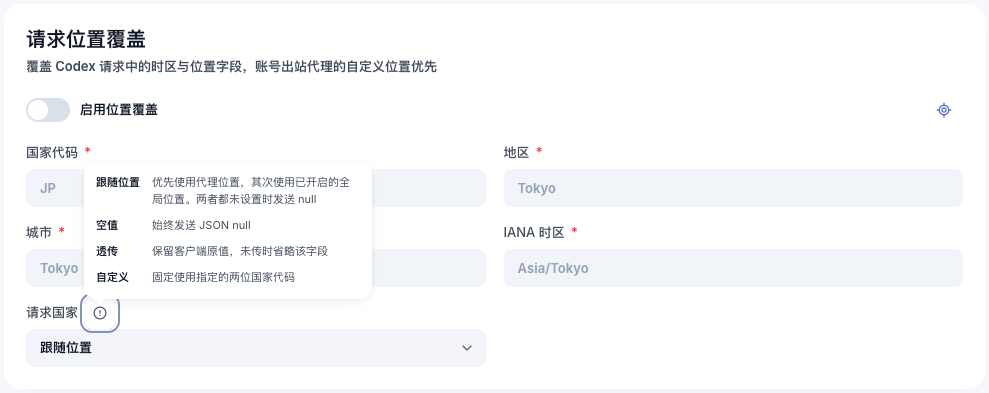 请求位置覆盖
覆盖 Codex 请求中的时区与位置字段，账号出站代理的自定义位置优先
启用位置覆盖
国家代码 *
地区 *
JP
Tokyo
跟随位置 优先使用代理位置，其次使用已开启的全
局位置。两者都未设置时发送 null
空值 始终发送 JSON null
透传 保留客户端原值，未传时省略该字段
自定义 固定使用指定的两位国家代码
城市 *
IANA 时区 *
Tokyo
Asia/Tokyo
请求国家
跟随位置